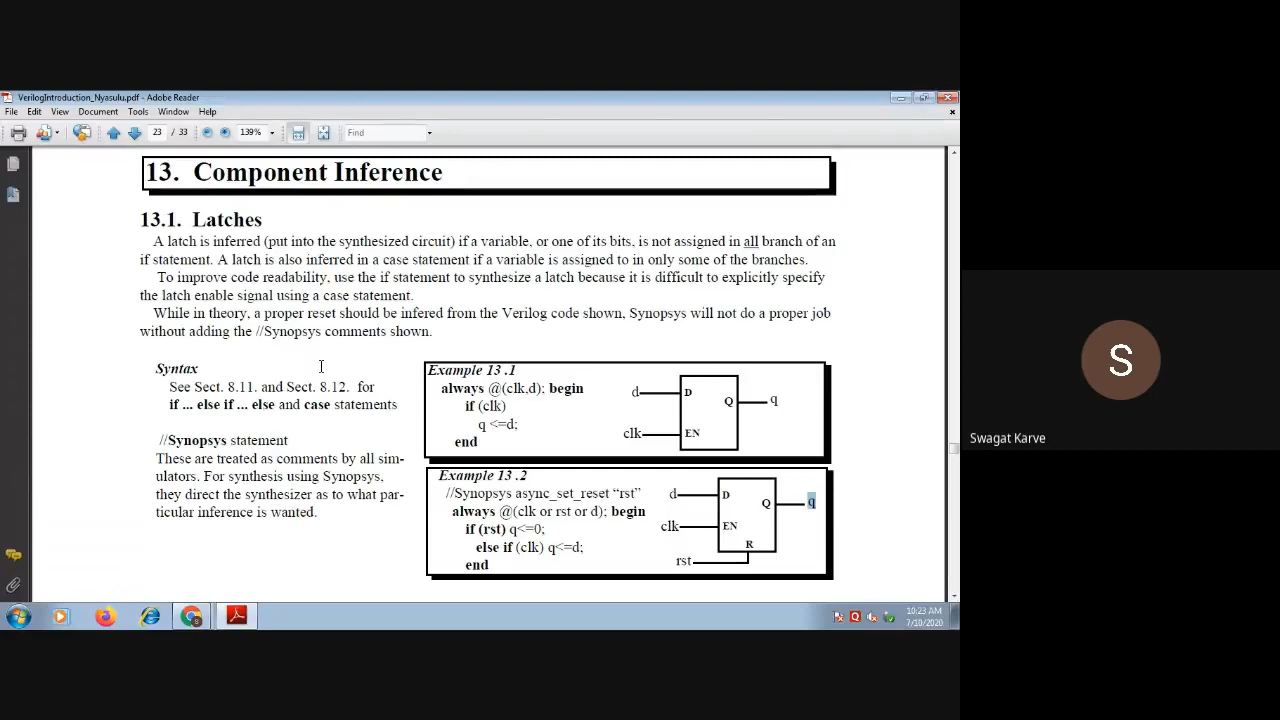 VerilogIntroduction_Nyasulu.pdf - Adobe Reader
File Edit View Document Tools Window Help
23 / 33 139% Find
13. Component Inference
13.1. Latches
A latch is inferred (put into the synthesized circuit) if a variable, or one of its bits, is not assigned in all branch of an
if statement. A latch is also inferred in a case statement if a variable is assigned to in only some of the branches.
To improve code readability, use the if statement to synthesize a latch because it is difficult to explicitly specify
the latch enable signal using a case statement.
While in theory, a proper reset should be infered from the Verilog code shown, Synopsys will not do a proper job
without adding the //Synopsys comments shown.
Syntax
See Sect. 8.11. and Sect. 8.12. for
if ... else if ... else and case statements
//Synopsys statement
These are treated as comments by all sim-
ulators. For synthesis using Synopsys,
they direct the synthesizer as to what par-
ticular inference is wanted.
Example 13 .1
always @(clk,d); begin
if (clk)
q <=d;
end
d D Q q
clk EN
Example 13 .2
//Synopsys async_set_reset “rst”
always @(clk or rst or d); begin
if (rst) q<=0;
else if (clk) q<=d;
end
d D Q q
clk EN
R
rst
10:23 AM
7/10/2020
S
Swagat Karve